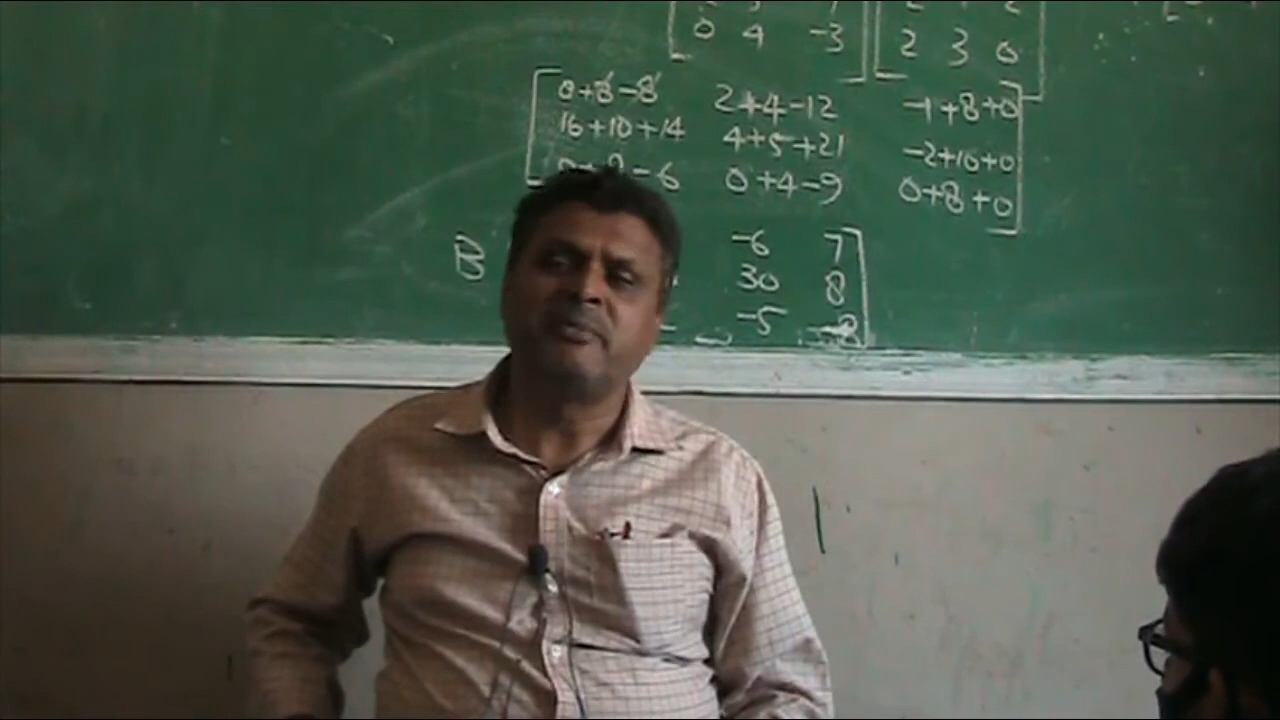 0 4 -3 2 3 0
0+8-8 2+4-12 -1+8+0
16+10+14 4+5+21 -2+10+0
-6 0+4-9 0+8+0
B -6 7
30 8
-5 -8